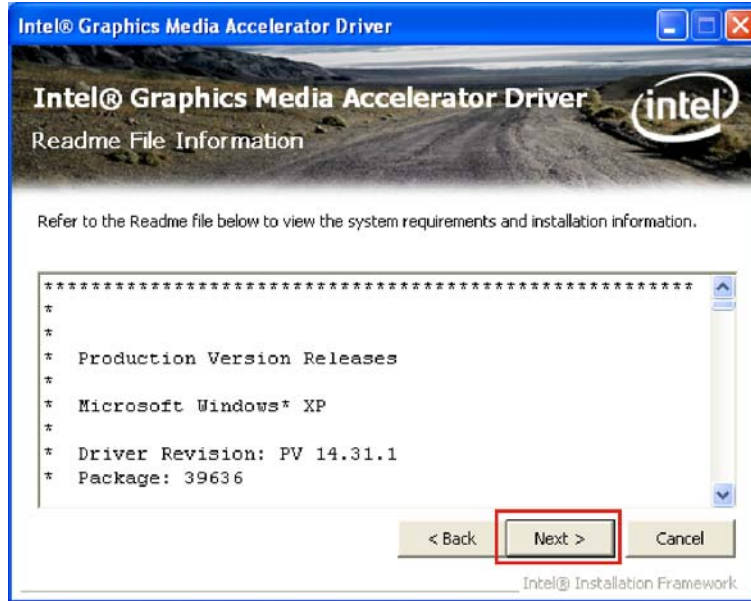 Intel® Graphics Media Accelerator Driver
Intel® Graphics Media Accelerator Driver
intel
Readme File Information
Refer to the Readme file below to view the system requirements and installation information.
*******************************************************
*
*
* Production Version Releases
*
* Microsoft Windows* XP
*
* Driver Revision: PV 14.31.1
* Package: 39636
< Back Next > Cancel
Intel® Installation Framework